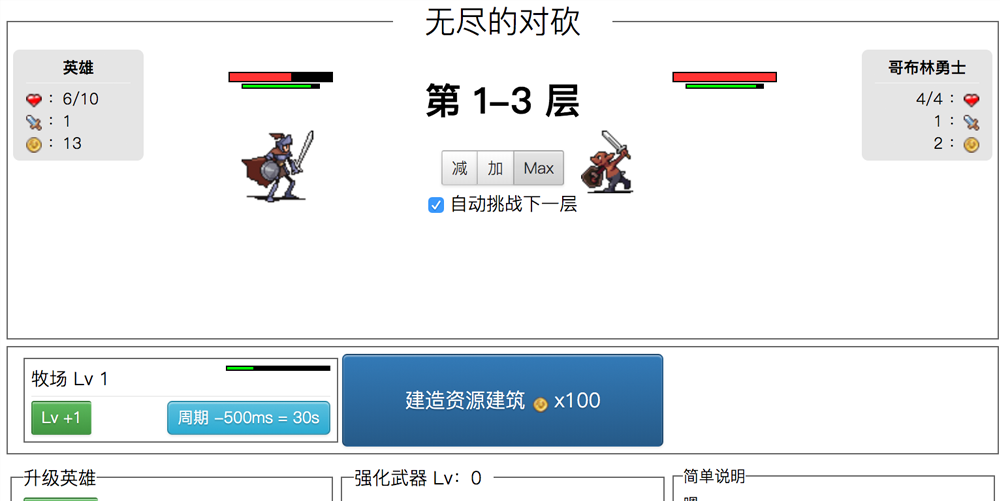 无尽的对砍
英雄
: 6/10
: 1
: 13
第 1-3 层
减 加 Max
自动挑战下一层
哥布林勇士
4/4 :
1 :
2 :
牧场 Lv 1
Lv +1
周期 -500ms = 30s
建造资源建筑 x100
升级英雄
强化武器 Lv: 0
简单说明